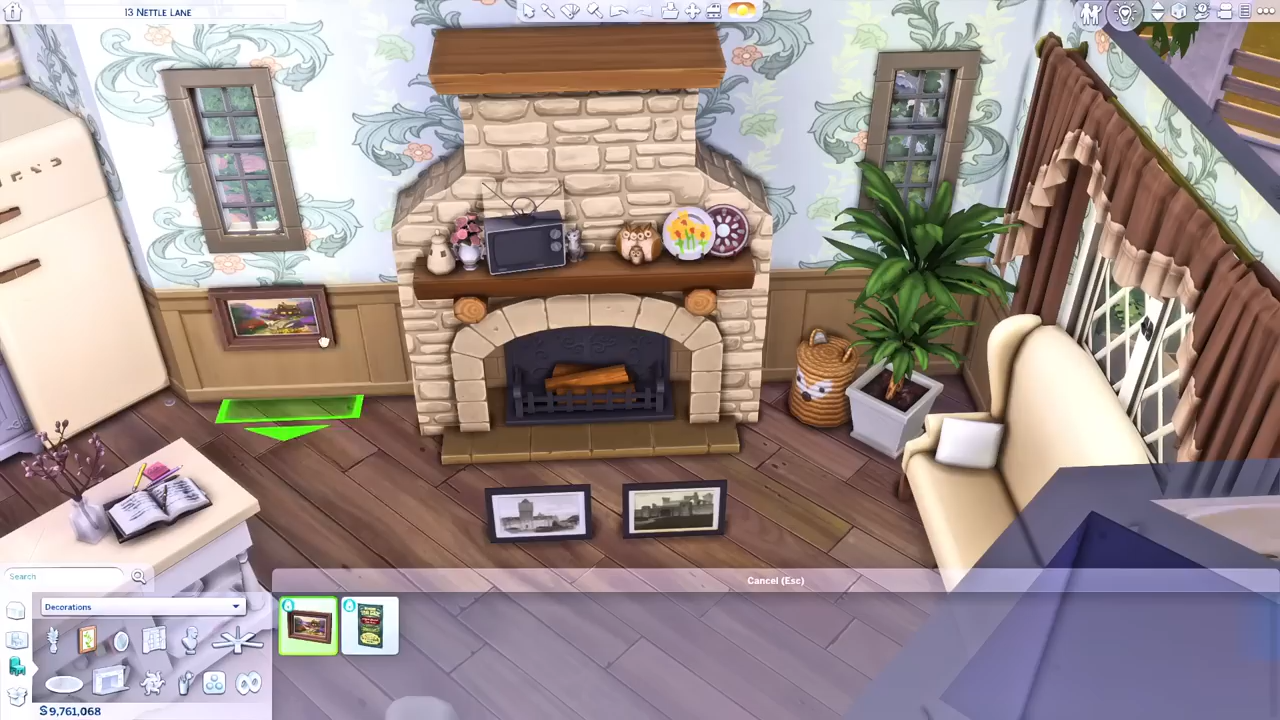 13 NETTLE LANE
Cancel (Esc)
Search
Decorations
$9,761,068